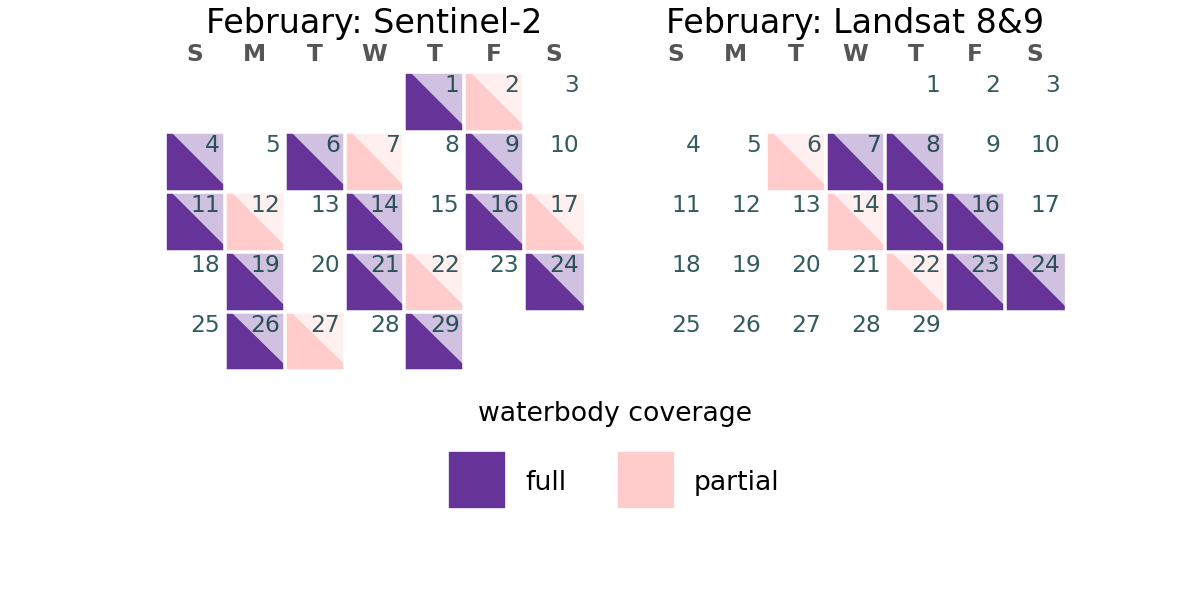 February: Sentinel-2
S M T W T F S
1 2 3
4 5 6 7 8 9 10
11 12 13 14 15 16 17
18 19 20 21 22 23 24
25 26 27 28 29
February: Landsat 8&9
S M T W T F S
1 2 3
4 5 6 7 8 9 10
11 12 13 14 15 16 17
18 19 20 21 22 23 24
25 26 27 28 29
waterbody coverage
full
partial